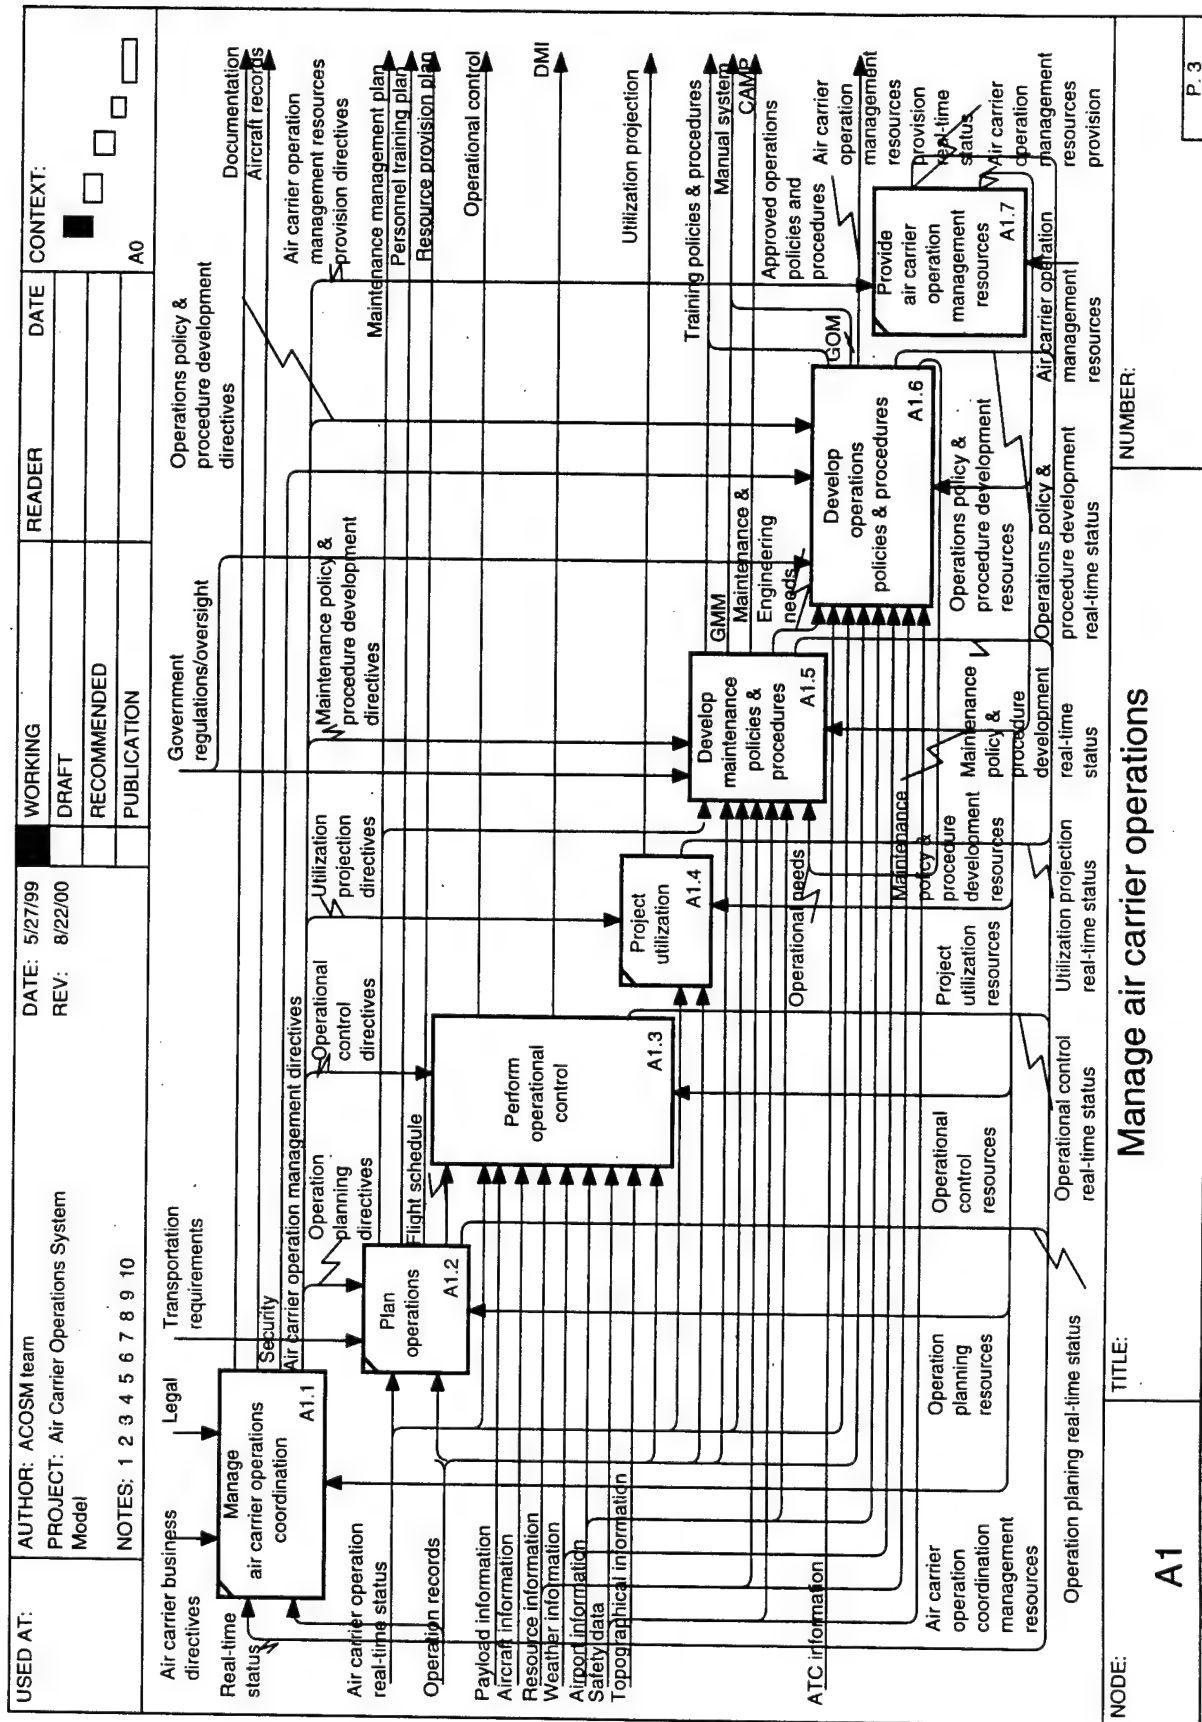 USED AT:
AUTHOR: ACOSM team
PROJECT: Air Carrier Operations System
Model
NOTES: 1 2 3 4 5 6 7 8 9 10
DATE: 5/27/99
REV: 8/22/00
WORKING
DRAFT
RECOMMENDED
PUBLICATION
READER
DATE
CONTEXT:
A0
Air carrier business
directives
Legal
Transportation
requirements
Government
regulations/oversight
Operations policy &
procedure development
directives
Documentation
Aircraft records
Real-time
status
Manage
air carrier operations
coordination
A1.1
Security
Air carrier operation management directives
Operation
planning
directives
Operational
control
directives
Utilization
projection
directives
Maintenance policy &
procedure development
directives
Air carrier operation
management resources
provision directives
Maintenance management plan
Personnel training plan
Resource provision plan
Air carrier operation
real-time status
Operation records
Plan
operations
A1.2
Flight schedule
Operational control
DMI
Payload information
Aircraft information
Resource information
Weather information
Airport information
Safety data
Topographical information
Perform
operational
control
A1.3
Utilization projection
Project
utilization
A1.4
Training policies & procedures
Manual system
CAMP
Develop
maintenance
policies &
procedures
A1.5
GMM
Maintenance &
Engineering
needs
Operational needs
Approved operations
policies and
procedures
Develop
operations
policies & procedures
A1.6
GOM
Air carrier
operation
management
resources
provision
real-time
status
Provide
air carrier
operation
management
resources
A1.7
Air carrier
operation
management
resources
provision
ATC information
Air carrier
operation
coordination
management
resources
Operation
planning
resources
Operational
control
resources
Project
utilization
resources
Maintenance
policy &
procedure
development
resources
Maintenance
policy &
procedure
development
real-time
status
Operations policy &
procedure development
resources
Operations policy &
procedure development
real-time status
Air carrier operation
management
resources
Operation planing real-time status
Operational control
real-time status
Utilization projection
real-time status
NODE:
A1
TITLE:
Manage air carrier operations
NUMBER:
P. 3